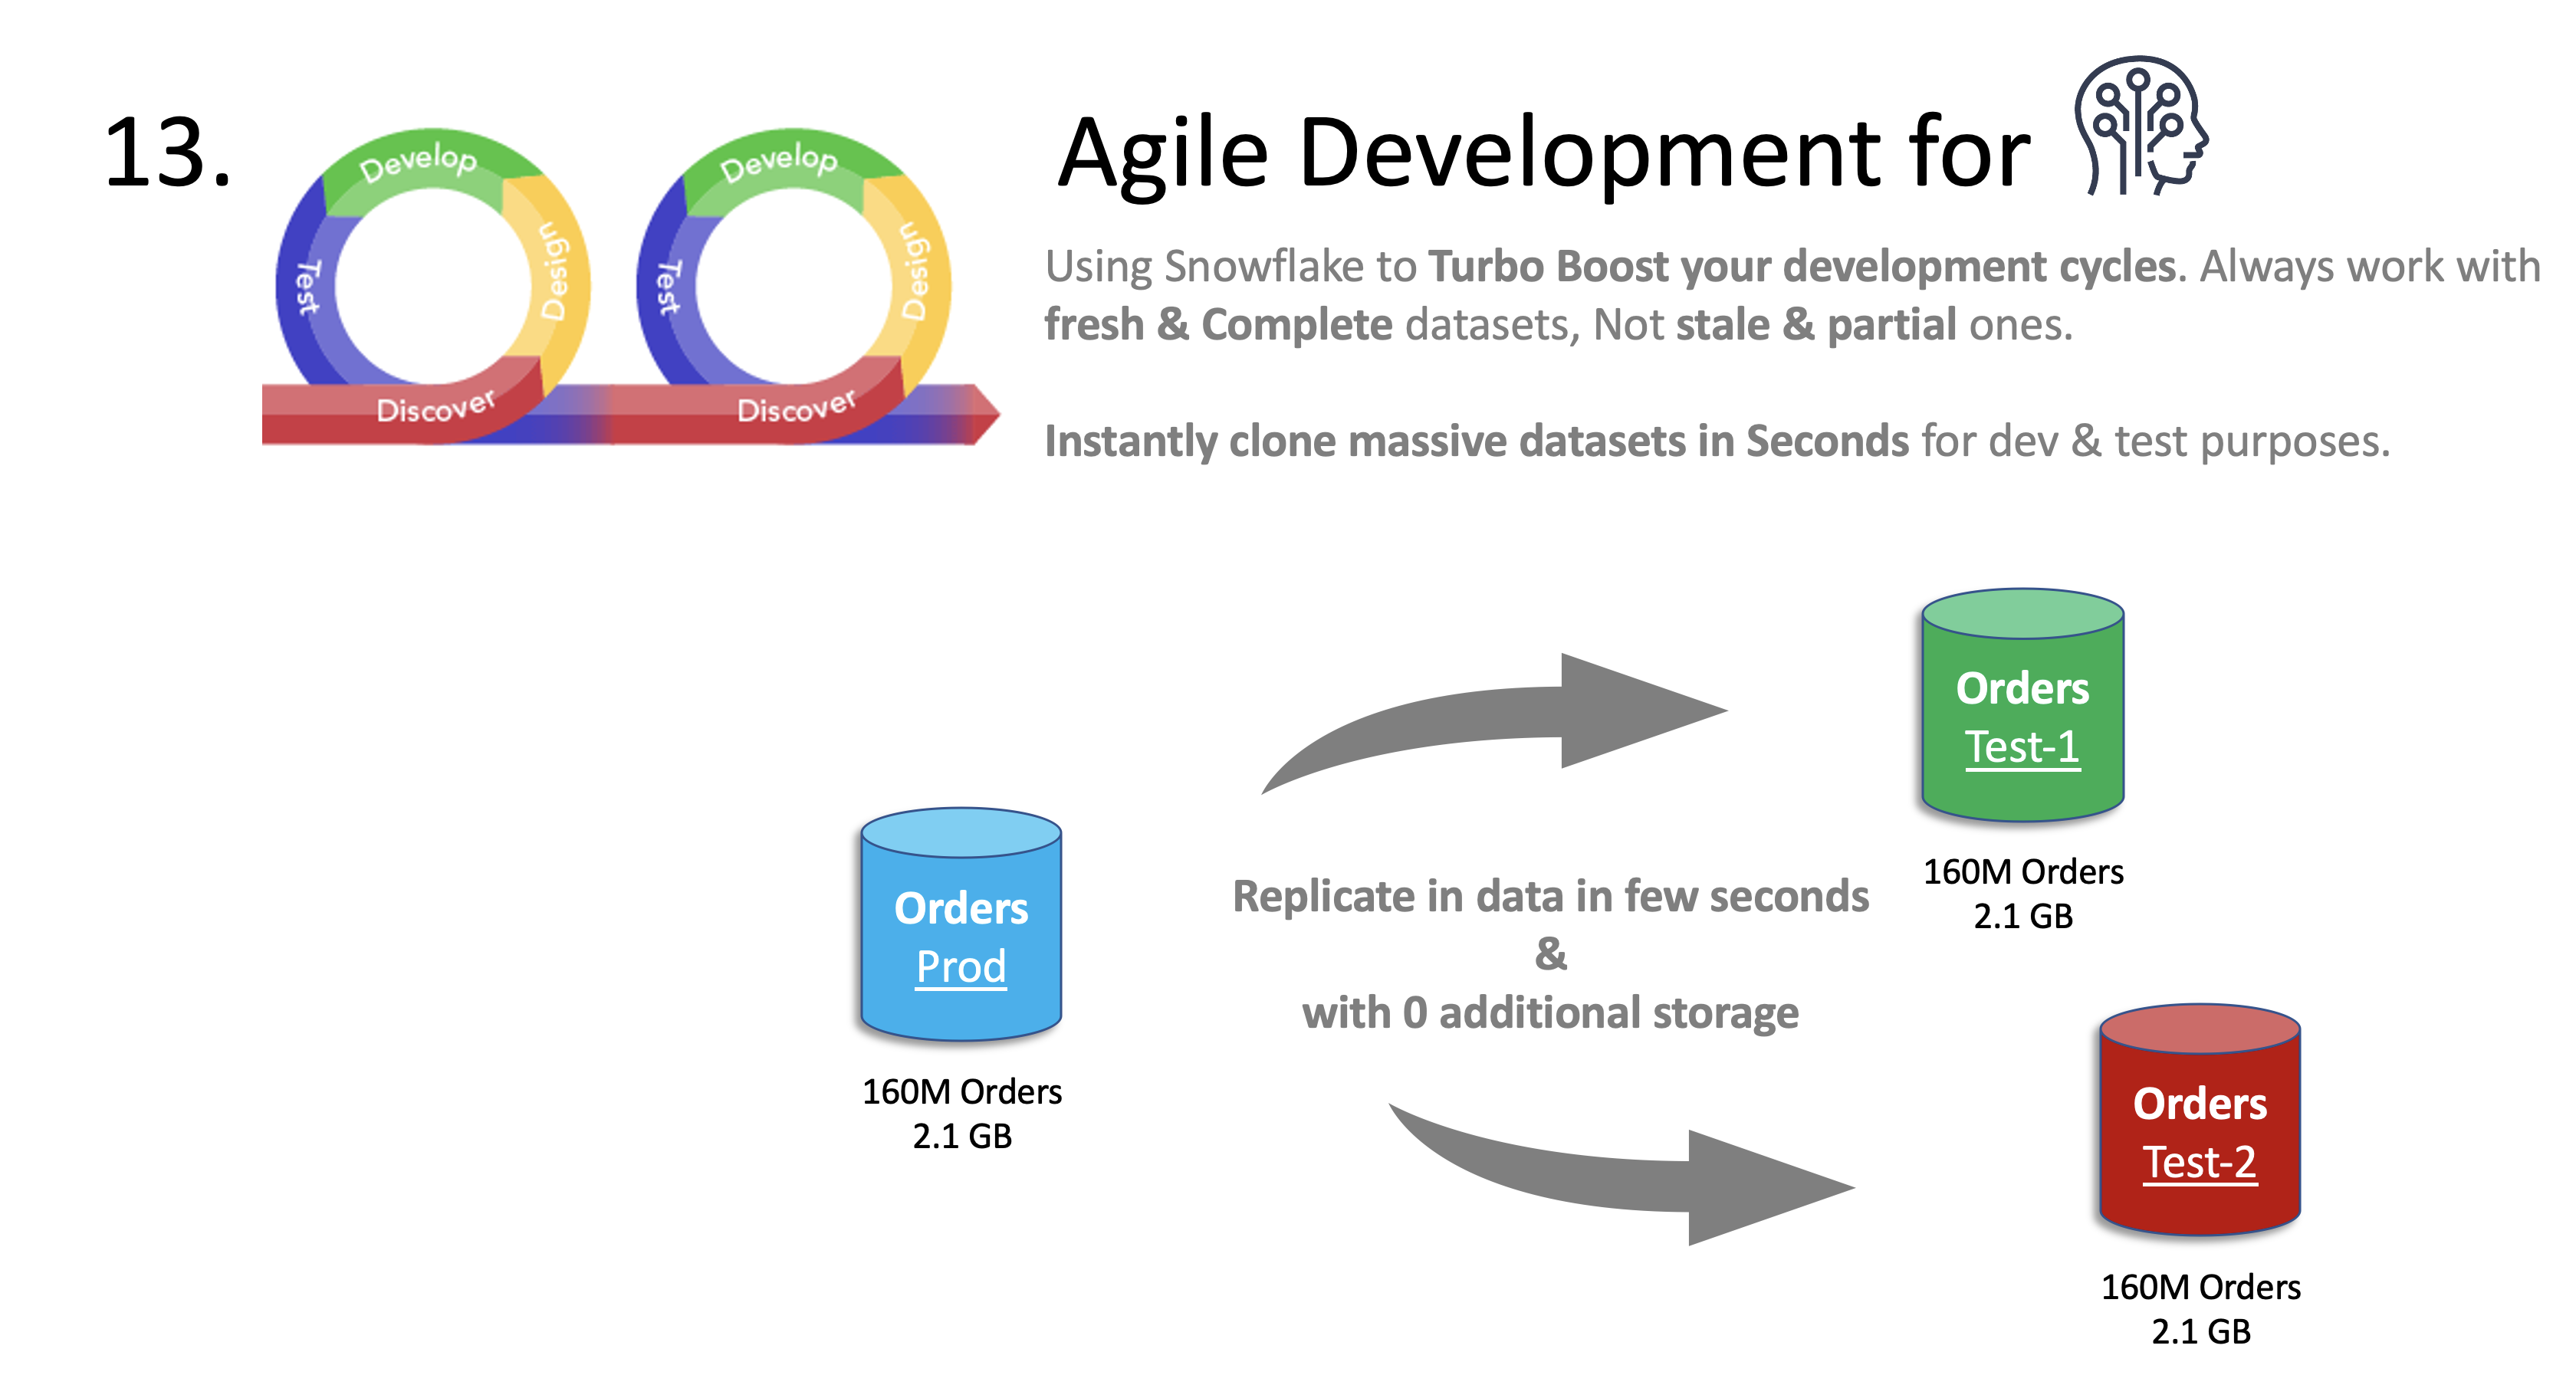 13.
Develop
Design
Test
Discover
Develop
Design
Test
Discover
Agile Development for
Using Snowflake to Turbo Boost your development cycles. Always work with
fresh & Complete datasets, Not stale & partial ones.
Instantly clone massive datasets in Seconds for dev & test purposes.
Orders
Test-1
160M Orders
2.1 GB
Orders
Prod
160M Orders
2.1 GB
Replicate in data in few seconds
&
with 0 additional storage
Orders
Test-2
160M Orders
2.1 GB